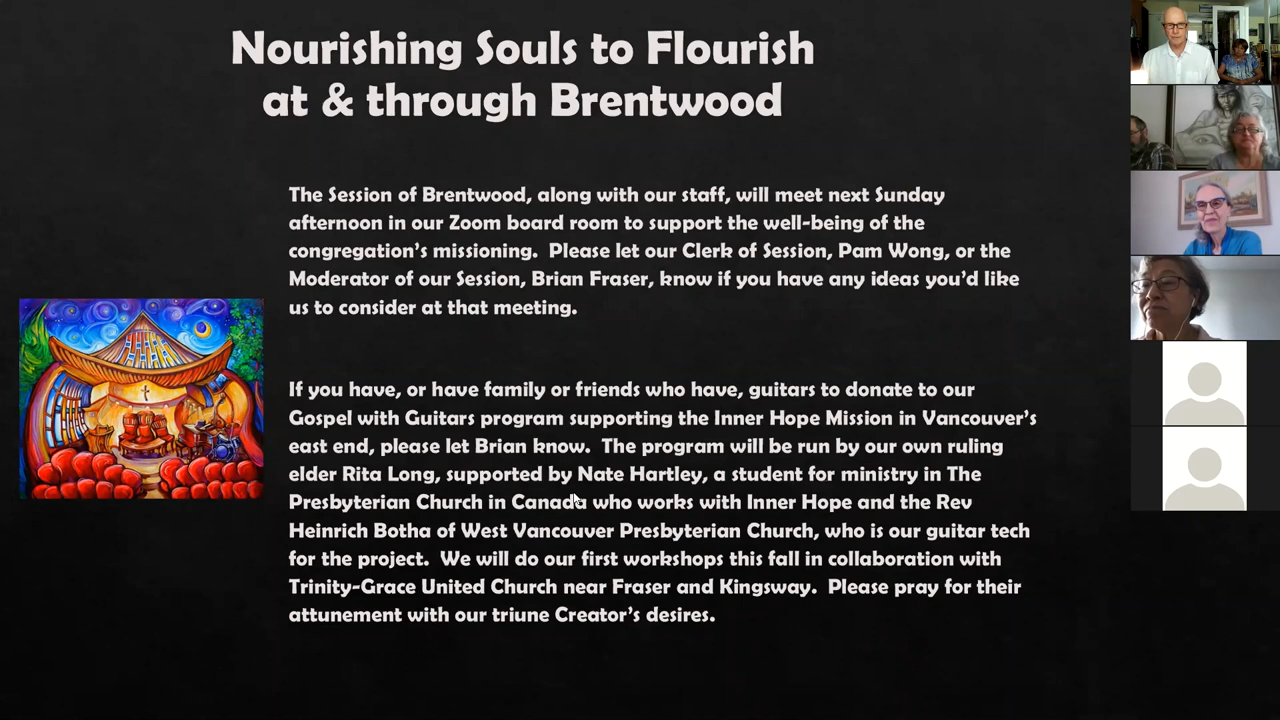 Nourishing Souls to Flourish
at & through Brentwood
The Session of Brentwood, along with our staff, will meet next Sunday
afternoon in our Zoom board room to support the well-being of the
congregation’s missioning.  Please let our Clerk of Session, Pam Wong, or the
Moderator of our Session, Brian Fraser, know if you have any ideas you’d like
us to consider at that meeting.
If you have, or have family or friends who have, guitars to donate to our
Gospel with Guitars program supporting the Inner Hope Mission in Vancouver’s
east end, please let Brian know.  The program will be run by our own ruling
elder Rita Long, supported by Nate Hartley, a student for ministry in The
Presbyterian Church in Canada who works with Inner Hope and the Rev
Heinrich Botha of West Vancouver Presbyterian Church, who is our guitar tech
for the project.  We will do our first workshops this fall in collaboration with
Trinity-Grace United Church near Fraser and Kingsway.  Please pray for their
attunement with our triune Creator’s desires.